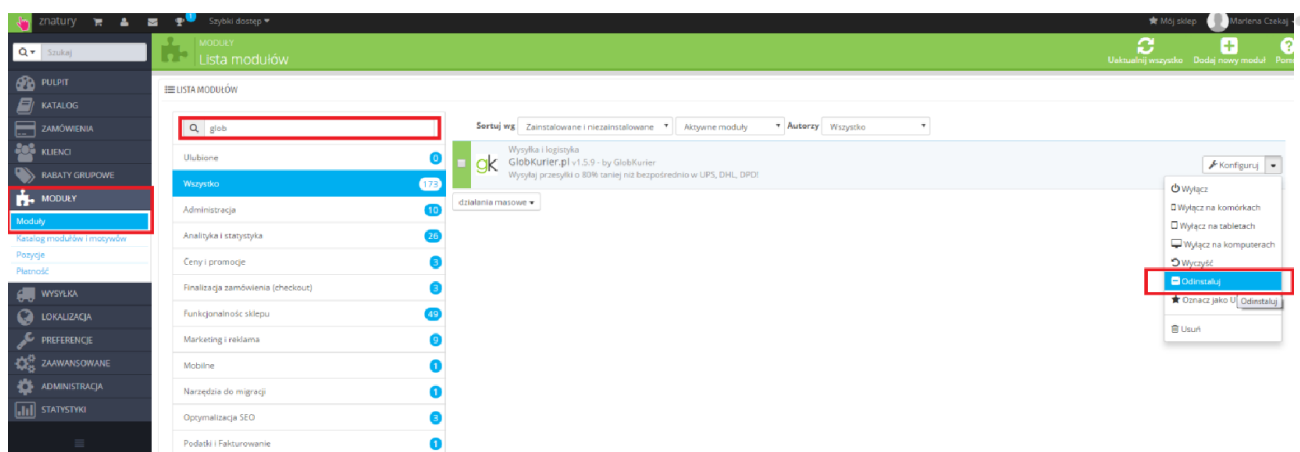 znatury
1
Szybki dostęp
Mój sklep
Marlena Czekaj
Szukaj
MODUŁY
Lista modułów
Uaktualnij wszystko
Dodaj nowy moduł
PULPIT
KATALOG
ZAMÓWIENIA
KLIENCI
RABATY GRUPOWE
MODUŁY
Moduły
Katalog modułów i motywów
Pozycje
Płatność
WYSYŁKA
LOKALIZACJA
PREFERENCJE
ZAAWANSOWANE
ADMINISTRACJA
STATYSTYKI
LISTA MODUŁÓW
glob
Ulubione 0
Wszystko 173
Administracja 10
Analityka i statystyka 26
Ceny i promocje 3
Finalizacja zamówienia (checkout) 3
Funkcjonalność sklepu 49
Marketing i reklama 9
Mobilne 1
Narzędzia do migracji 1
Optymalizacja SEO 3
Podatki i Fakturowanie 1
Sortuj wg Zainstalowane i niezainstalowane Aktywne moduły Autorzy Wszystko
gk
Wysyłka i logistyka
GlobKurier.pl v1.5.9 - by GlobKurier
Wysyłaj przesyłki o 80% taniej niż bezpośrednio w UPS, DHL, DPD!
działania masowe
Konfiguruj
Wyłącz
Wyłącz na komórkach
Wyłącz na tabletach
Wyłącz na komputerach
Wyczyść
Odinstaluj
Oznacz jako U
Odinstaluj
Usuń